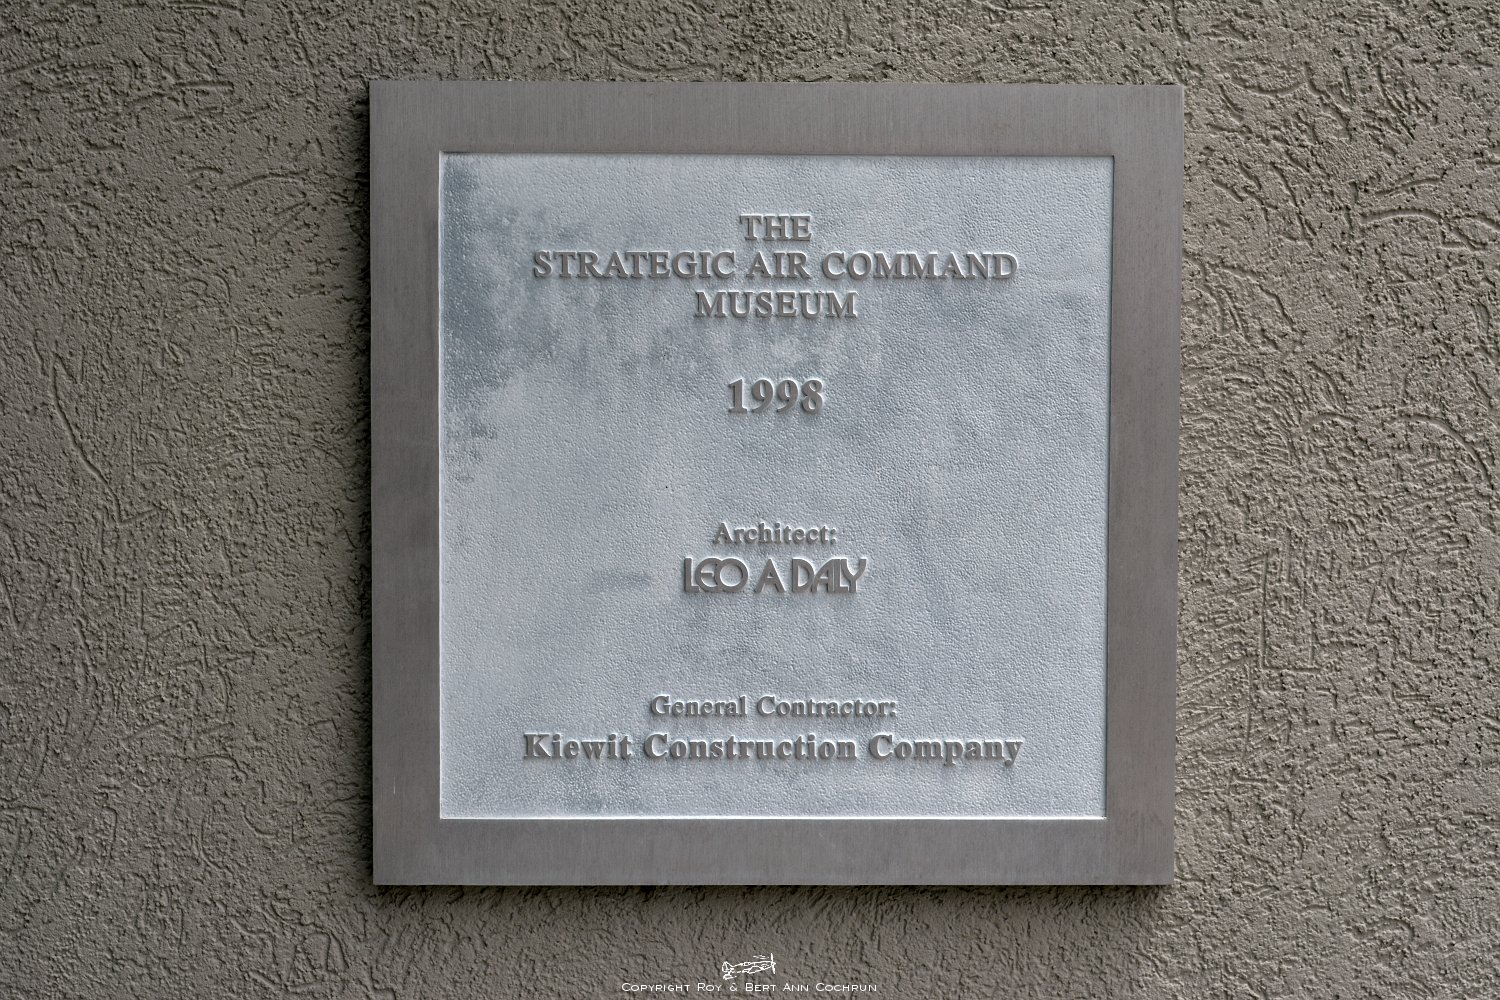 THE
STRATEGIC AIR COMMAND
MUSEUM
1998
Architect:
LEO A DALY
General Contractor:
Kiewit Construction Company
Copyright Roy & Bert Ann Cochrun